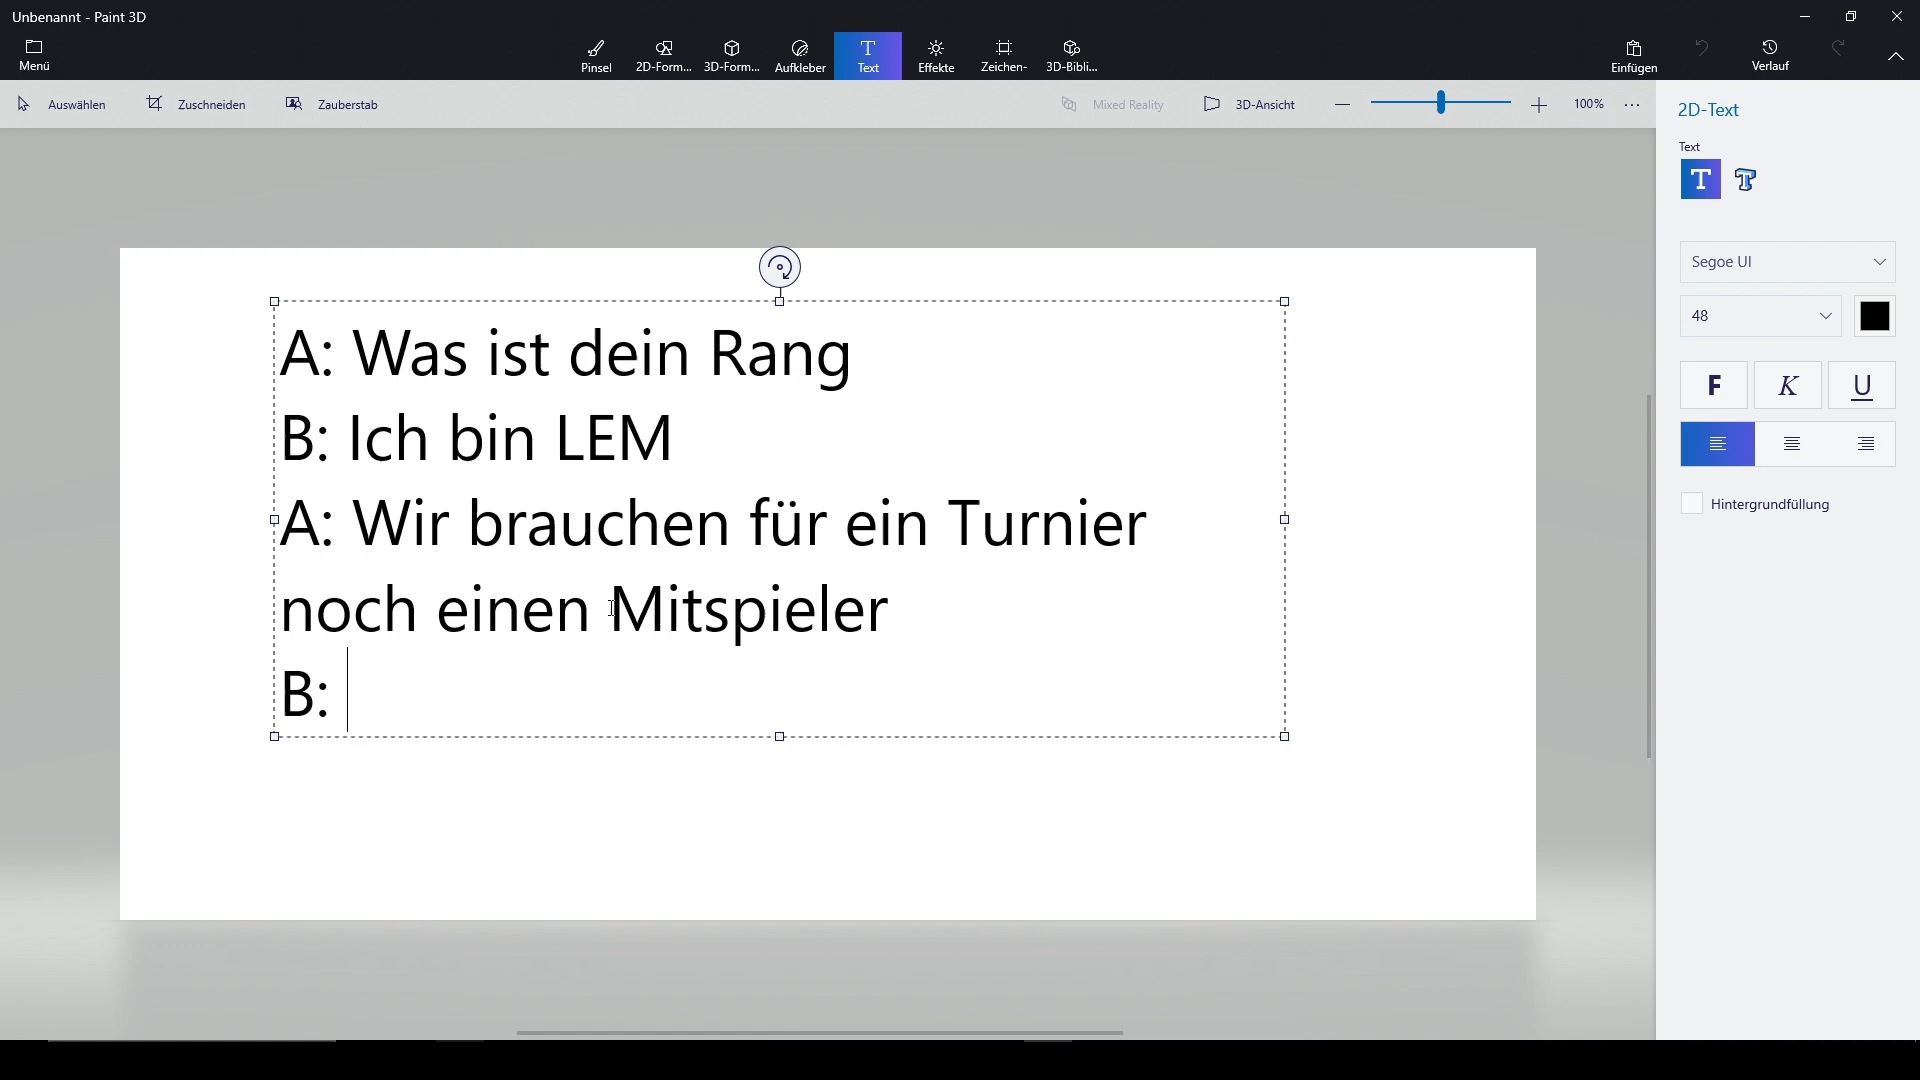 Unbenannt - Paint 3D
Menü
Pinsel
2D-Form...
3D-Form...
Aufkleber
Text
Effekte
Zeichen-
3D-Bibli...
Einfügen
Verlauf
Auswählen
Zuschneiden
Zauberstab
Mixed Reality
3D-Ansicht
100%
2D-Text
Text
T
T
Segoe UI
48
F
K
U
Hintergrundfüllung
A: Was ist dein Rang
B: Ich bin LEM
A: Wir brauchen für ein Turnier
noch einen Mitspieler
B: